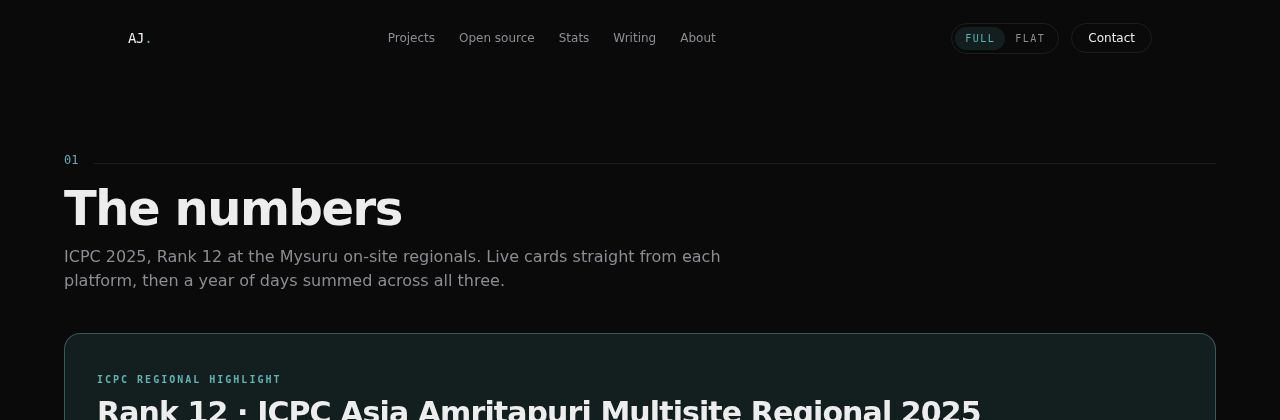 AJ.
Projects
Open source
Stats
Writing
About
FULL
FLAT
Contact
01
The numbers
ICPC 2025, Rank 12 at the Mysuru on-site regionals. Live cards straight from each
platform, then a year of days summed across all three.
ICPC REGIONAL HIGHLIGHT
Rank 12 · ICPC Asia Amritapuri Multisite Regional 2025